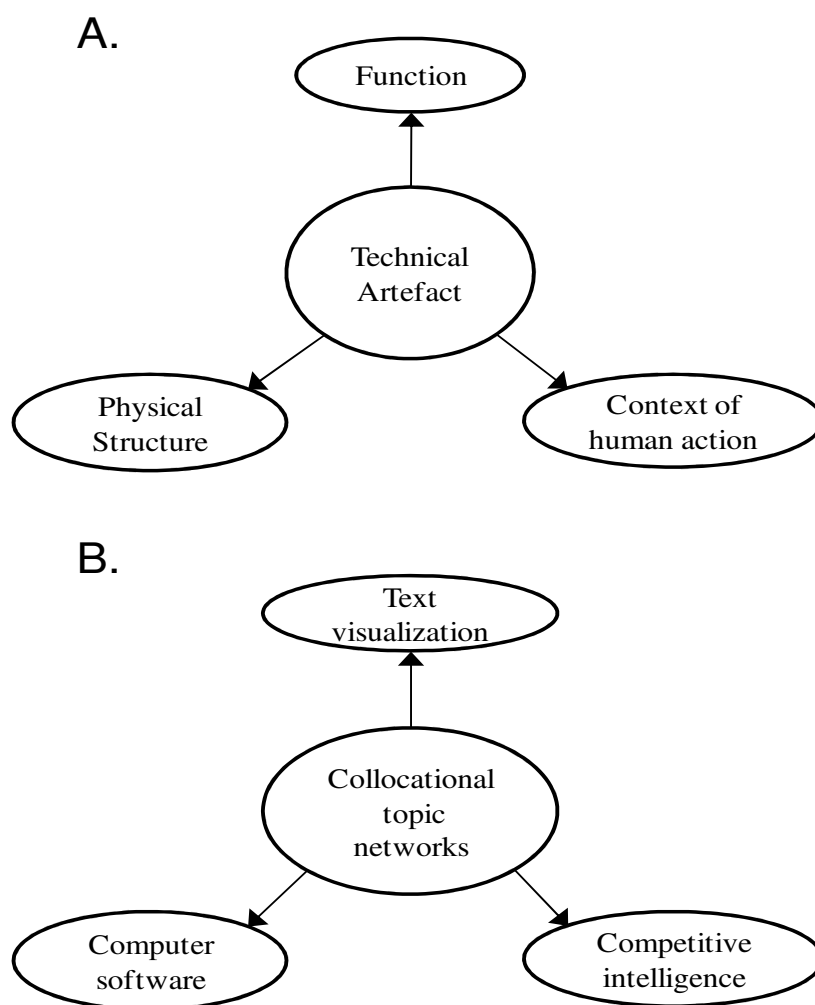 A.
Function
Technical
Artefact
Physical
Structure
Context of
human action
B.
Text
visualization
Collocational
topic
networks
Computer
software
Competitive
intelligence